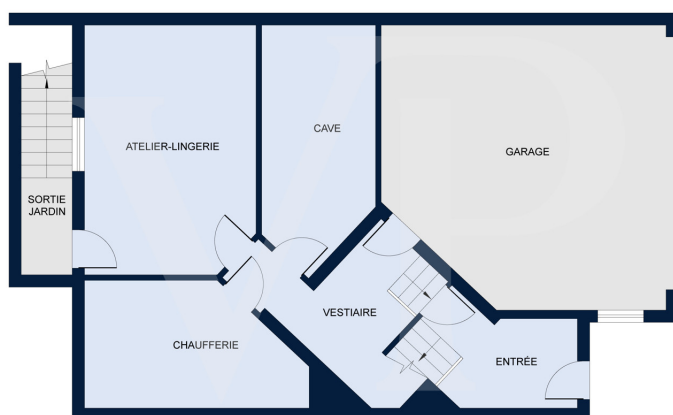 ATELIER-LINGERIE
CAVE
GARAGE
SORTIE
JARDIN
VESTIAIRE
CHAUFFERIE
ENTRÉE